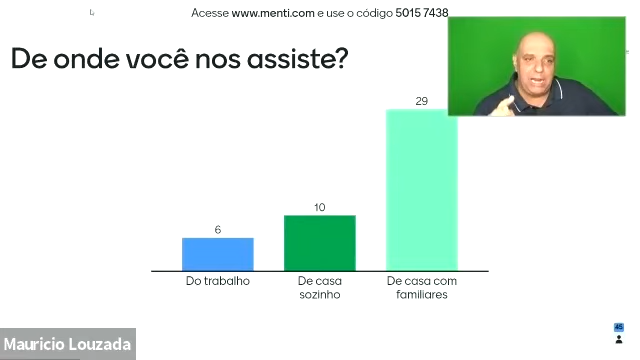 Acesse www.menti.com e use o código 5015 7438
De onde você nos assiste?
29
10
6
Do trabalho
De casa
sozinho
De casa com
familiares
45
Mauricio Louzada